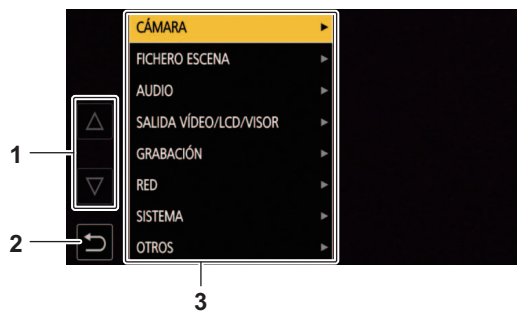 CÁMARA
FICHERO ESCENA
AUDIO
SALIDA VÍDEO/LCD/VISOR
GRABACIÓN
RED
SISTEMA
OTROS
1
2
3